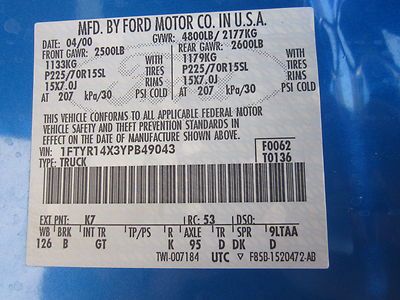 MFD. BY FORD MOTOR CO. IN U.S.A.
DATE: 04/00 GVWR: 4800LB/ 2177KG
FRONT GAWR: 2500LB REAR GAWR: 2600LB
1133KG WITH 1179KG WITH
P225/70R15SL TIRES P225/70R15SL TIRES
15X7.0J RIMS 15X7.0J RIMS
AT 207 kPa/30 PSI COLD AT 207 kPa/30 PSI COLD
THIS VEHICLE CONFORMS TO ALL APPLICABLE FEDERAL MOTOR
VEHICLE SAFETY AND THEFT PREVENTION STANDARDS IN
EFFECT ON THE DATE OF MANUFACTURE SHOWN ABOVE.
VIN: 1FTYR14X3YPB49043 F0062
TYPE: TRUCK T0136
EXT PNT: K7 RC: 53 DSO:
WB BRK INT TR TP/PS R AXLE TR SPR
126 B GT K 95 D DK D 9LTAA
TWI-007184 UTC F85B-1520472-AB